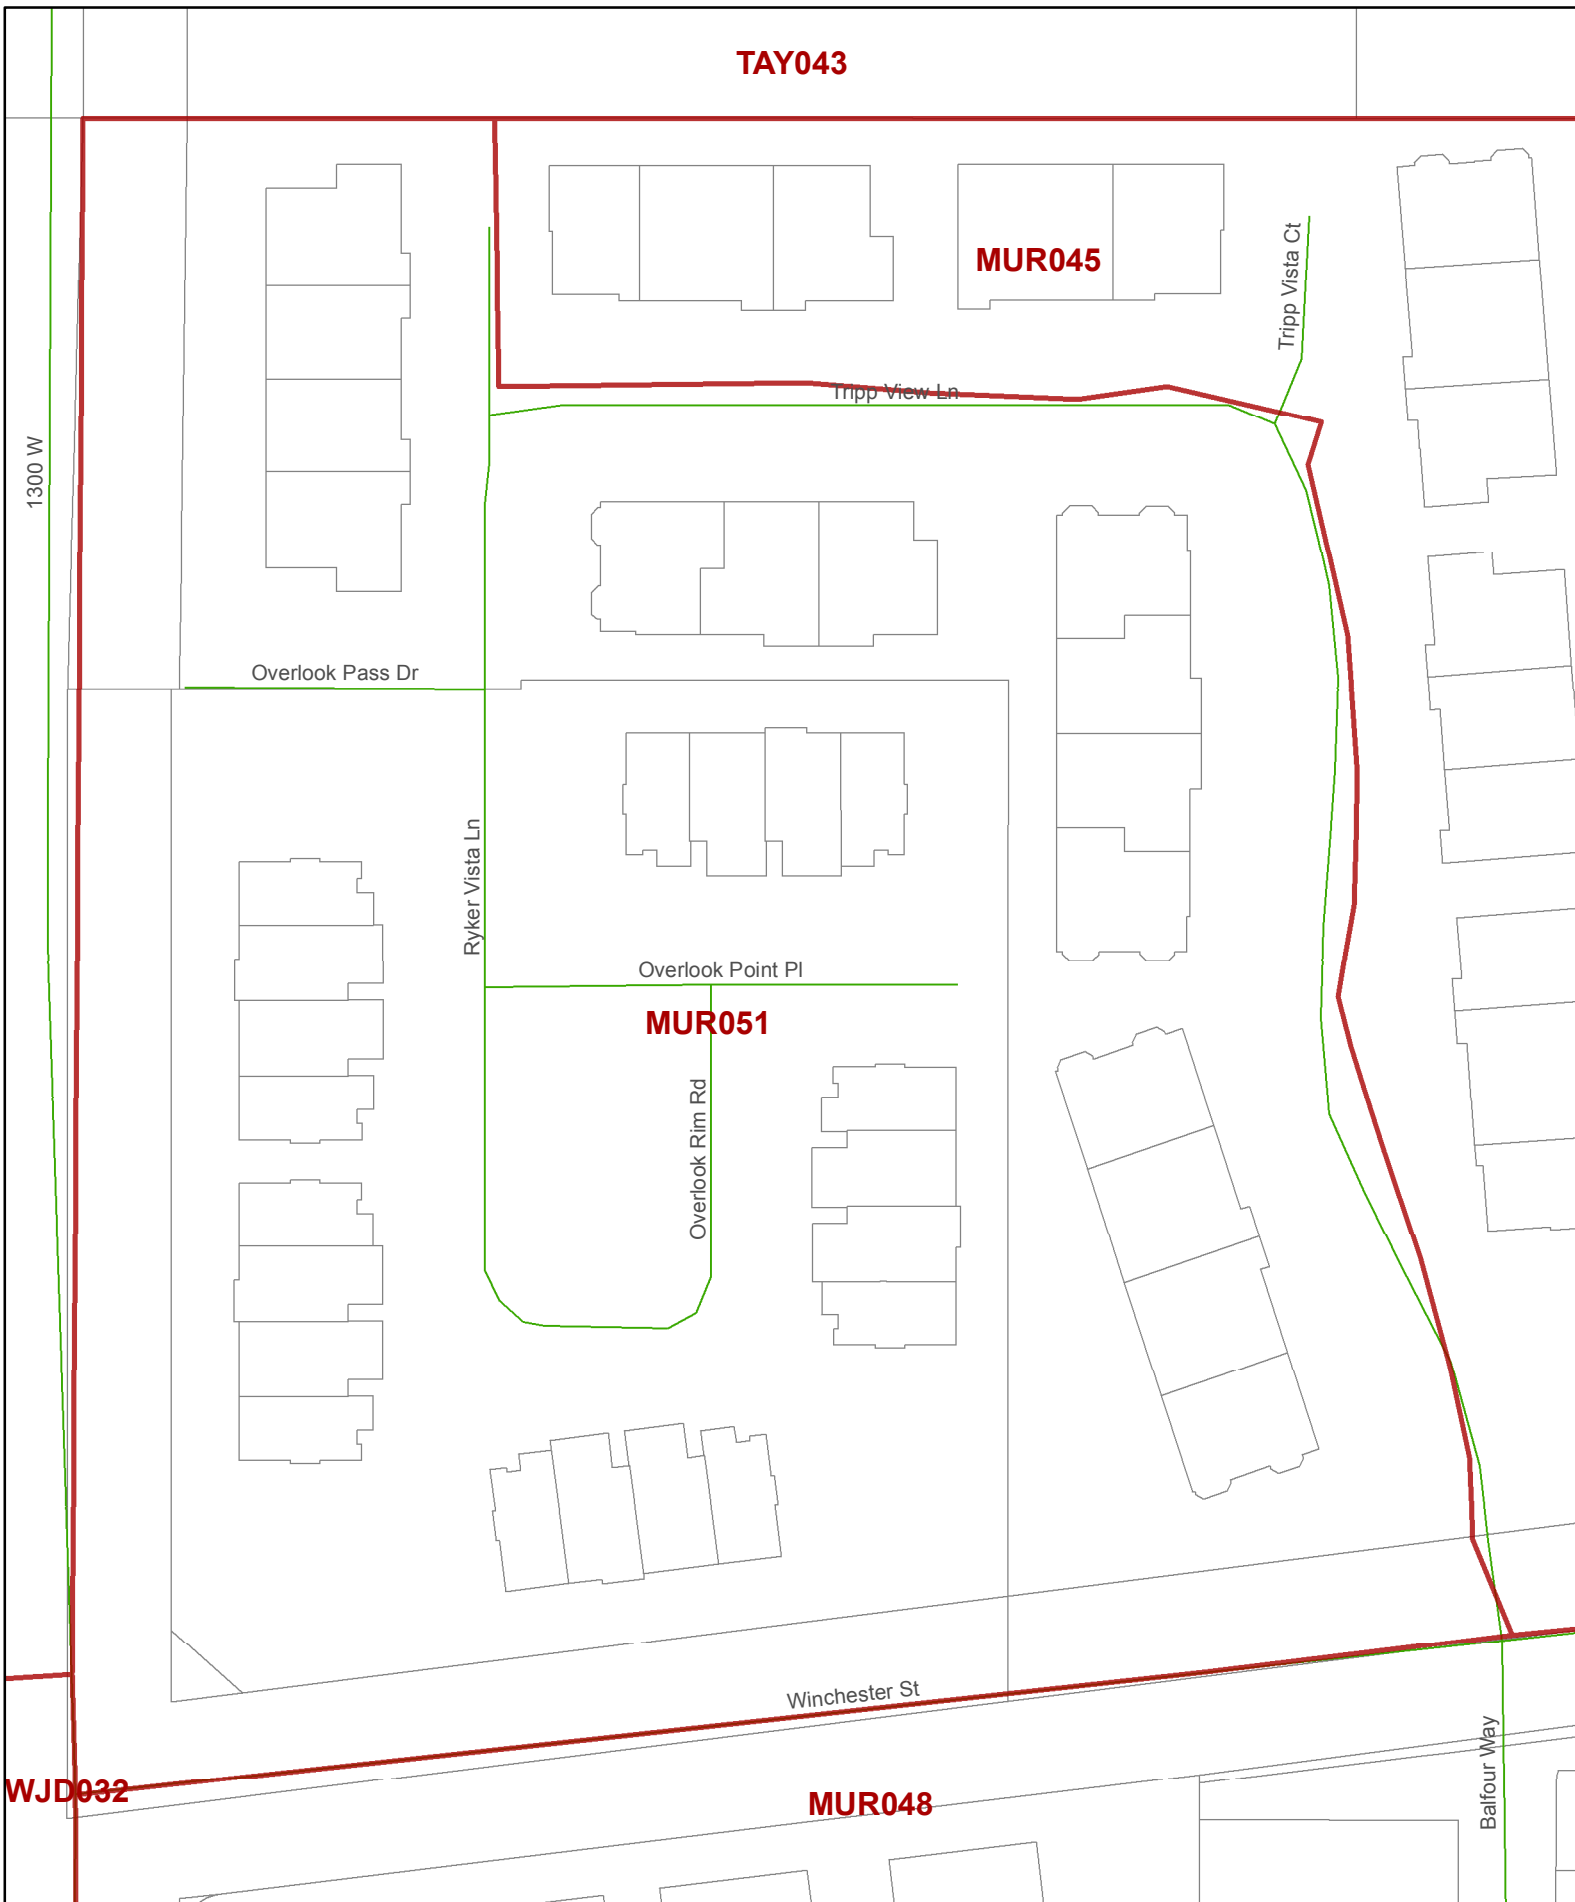 TAY043
MUR045
Tripp Vista Ct
Tripp View Ln
1300 W
Overlook Pass Dr
Ryker Vista Ln
Overlook Point Pl
MUR051
Overlook Rim Rd
Winchester St
Balfour Way
WJD032
MUR048